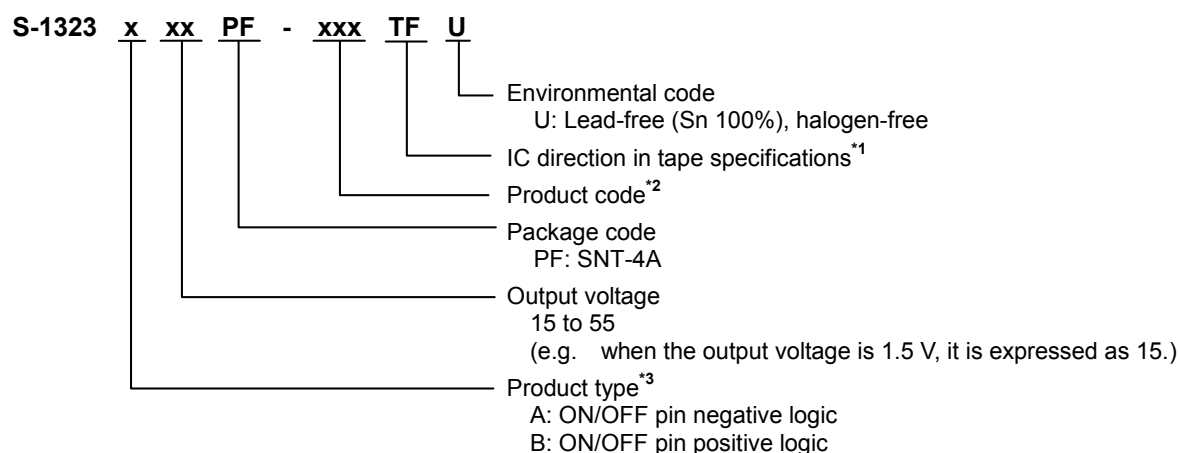 S-1323 x xx PF - xxx TF U
Environmental code
U: Lead-free (Sn 100%), halogen-free
IC direction in tape specifications*1
Product code*2
Package code
PF: SNT-4A
Output voltage
15 to 55
(e.g. when the output voltage is 1.5 V, it is expressed as 15.)
Product type*3
A: ON/OFF pin negative logic
B: ON/OFF pin positive logic